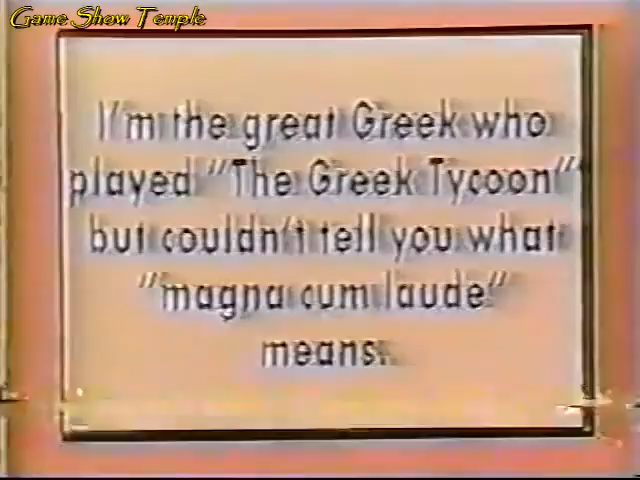 Game Show Temple
I'm the great Greek who
played "The Greek Tycoon"
but couldn't tell you what
"magna cum laude"
means...